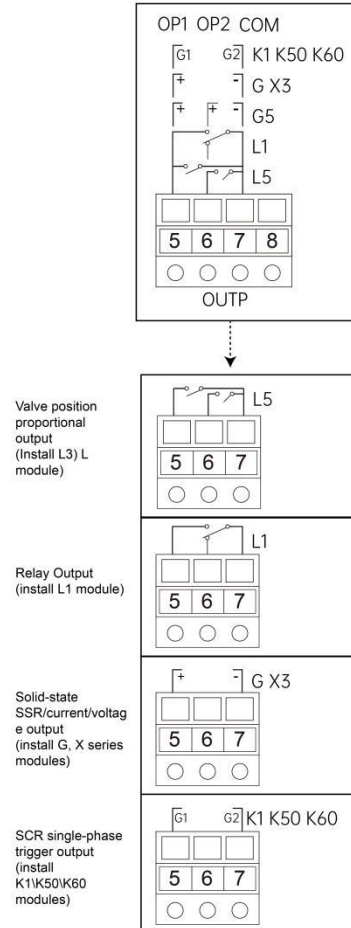 OP1 OP2 COM
G1 G2 K1 K50 K60
+ - G X3
+ + - G5
L1
L5
5 6 7 8
OUTP
Valve position
proportional
output
(Install L3) L
module)
L5
5 6 7
Relay Output
(install L1 module)
L1
5 6 7
Solid-state
SSR/current/voltag
e output
(install G, X series
modules)
+ - G X3
5 6 7
SCR single-phase
trigger output
(install
K1\K50\K60
modules)
G1 G2 K1 K50 K60
5 6 7